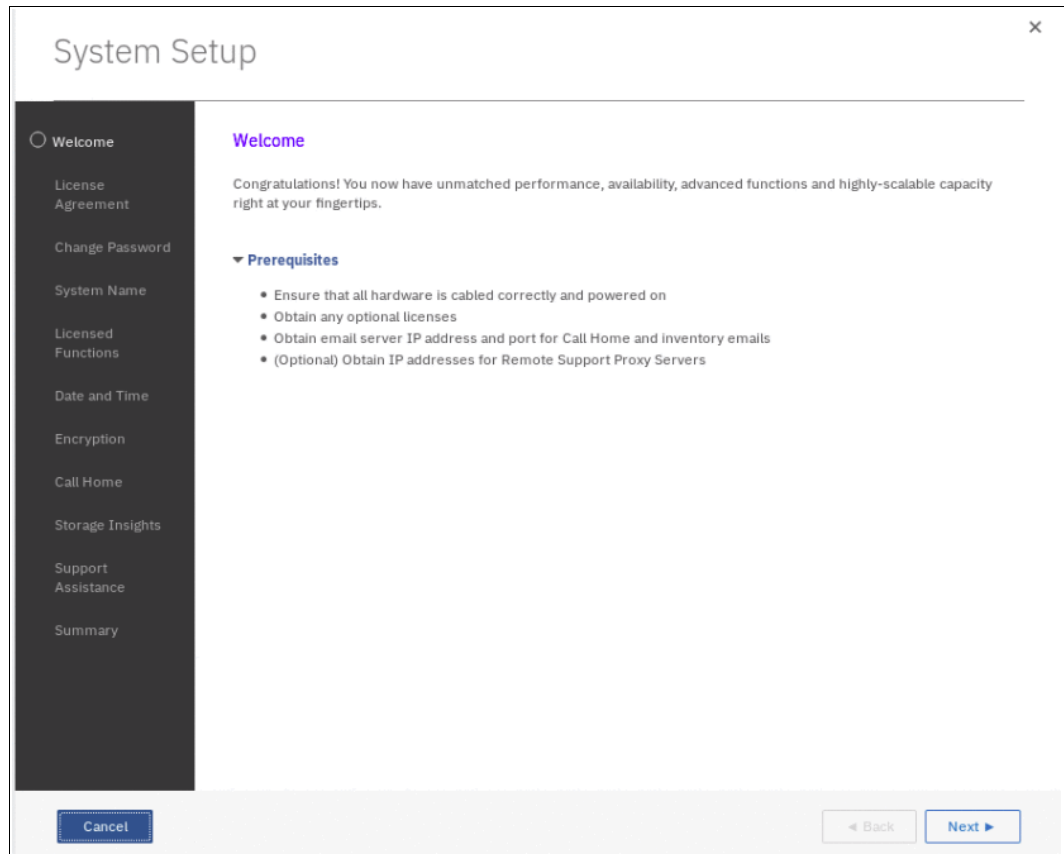 System Setup
Welcome
License
Agreement
Change Password
System Name
Licensed
Functions
Date and Time
Encryption
Call Home
Storage Insights
Support
Assistance
Summary
Welcome
Congratulations! You now have unmatched performance, availability, advanced functions and highly-scalable capacity
right at your fingertips.
Prerequisites
Ensure that all hardware is cabled correctly and powered on
Obtain any optional licenses
Obtain email server IP address and port for Call Home and inventory emails
(Optional) Obtain IP addresses for Remote Support Proxy Servers
Cancel
Back
Next